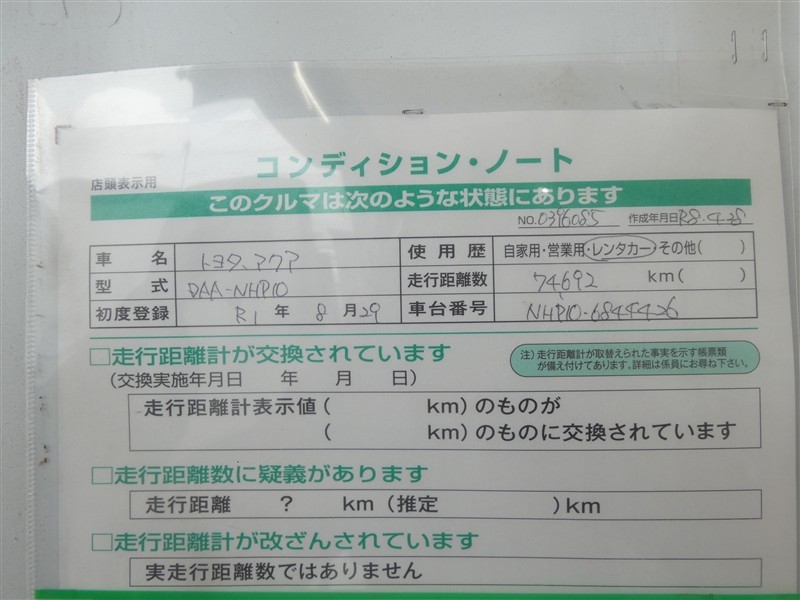 コンディション・ノート
店頭表示用
このクルマは次のような状態にあります
NO. 0396085 作成年月日 R8.4.28
車名 トヨタ、アクア 使用歴 自家用・営業用・レンタカー・その他( )
型式 DAA-NHP10 走行距離数 74692 km( )
初度登録 R1 年 8 月 29 車台番号 NHP10-6844426
□走行距離計が交換されています
注)走行距離計が取替えられた事実を示す帳票類
が備え付けてあります。詳細は係員にお尋ね下さい。
(交換実施年月日 年 月 日)
走行距離計表示値( km)のものが
( km)のものに交換されています
□走行距離数に疑義があります
走行距離 ? km (推定 )km
□走行距離計が改ざんされています
実走行距離数ではありません